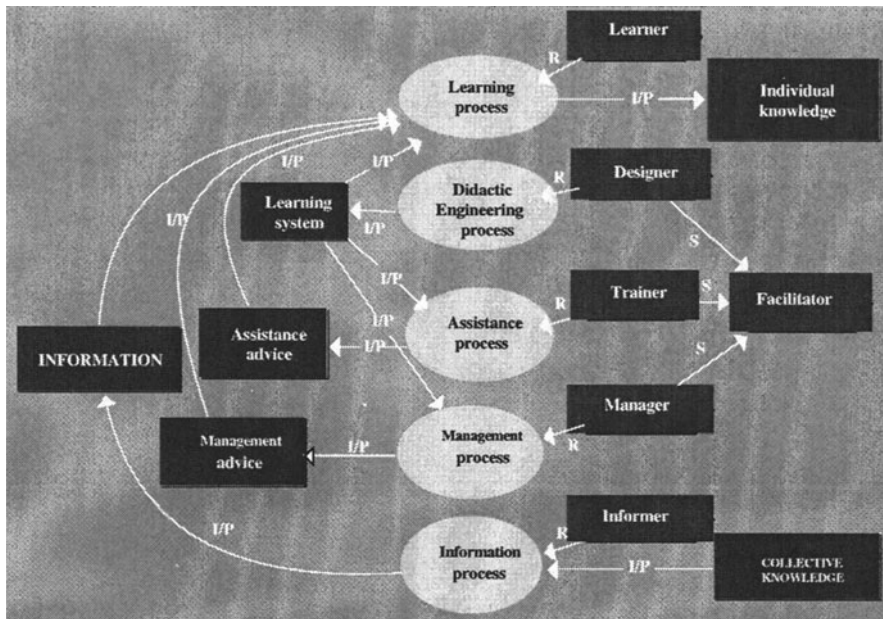 Learner
R
Learning
process
I/P
Individual
knowledge
I/P
I/P
I/P
Learning
system
I/P
Didactic
Engineering
process
R
Designer
S
I/P
I/P
Assistance
process
R
Trainer
S
Facilitator
S
INFORMATION
Assistance
advice
I/P
Manager
R
Management
process
I/P
Management
advice
I/P
Information
process
R
Informer
I/P
COLLECTIVE
KNOWLEDGE